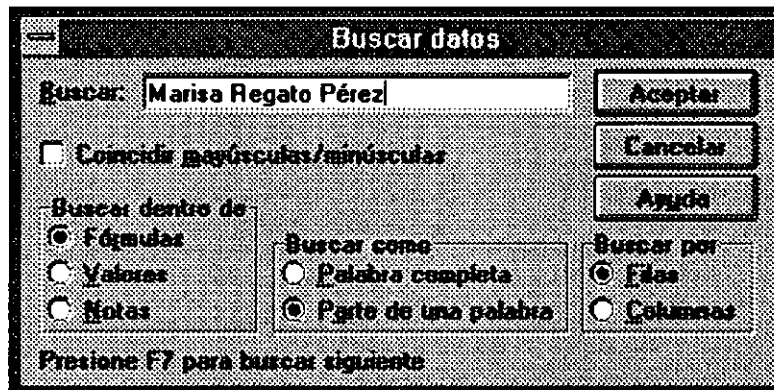 Buscar datos
Buscar: Marisa Regato Pérez Aceptar
Coincidir mayúsculas/minúsculas Cancelar
Ayuda
Buscar dentro de
Fórmulas
Valores
Notas
Buscar como
Palabra completa
Parte de una palabra
Buscar por
Filas
Columnas
Presione F7 para buscar siguiente